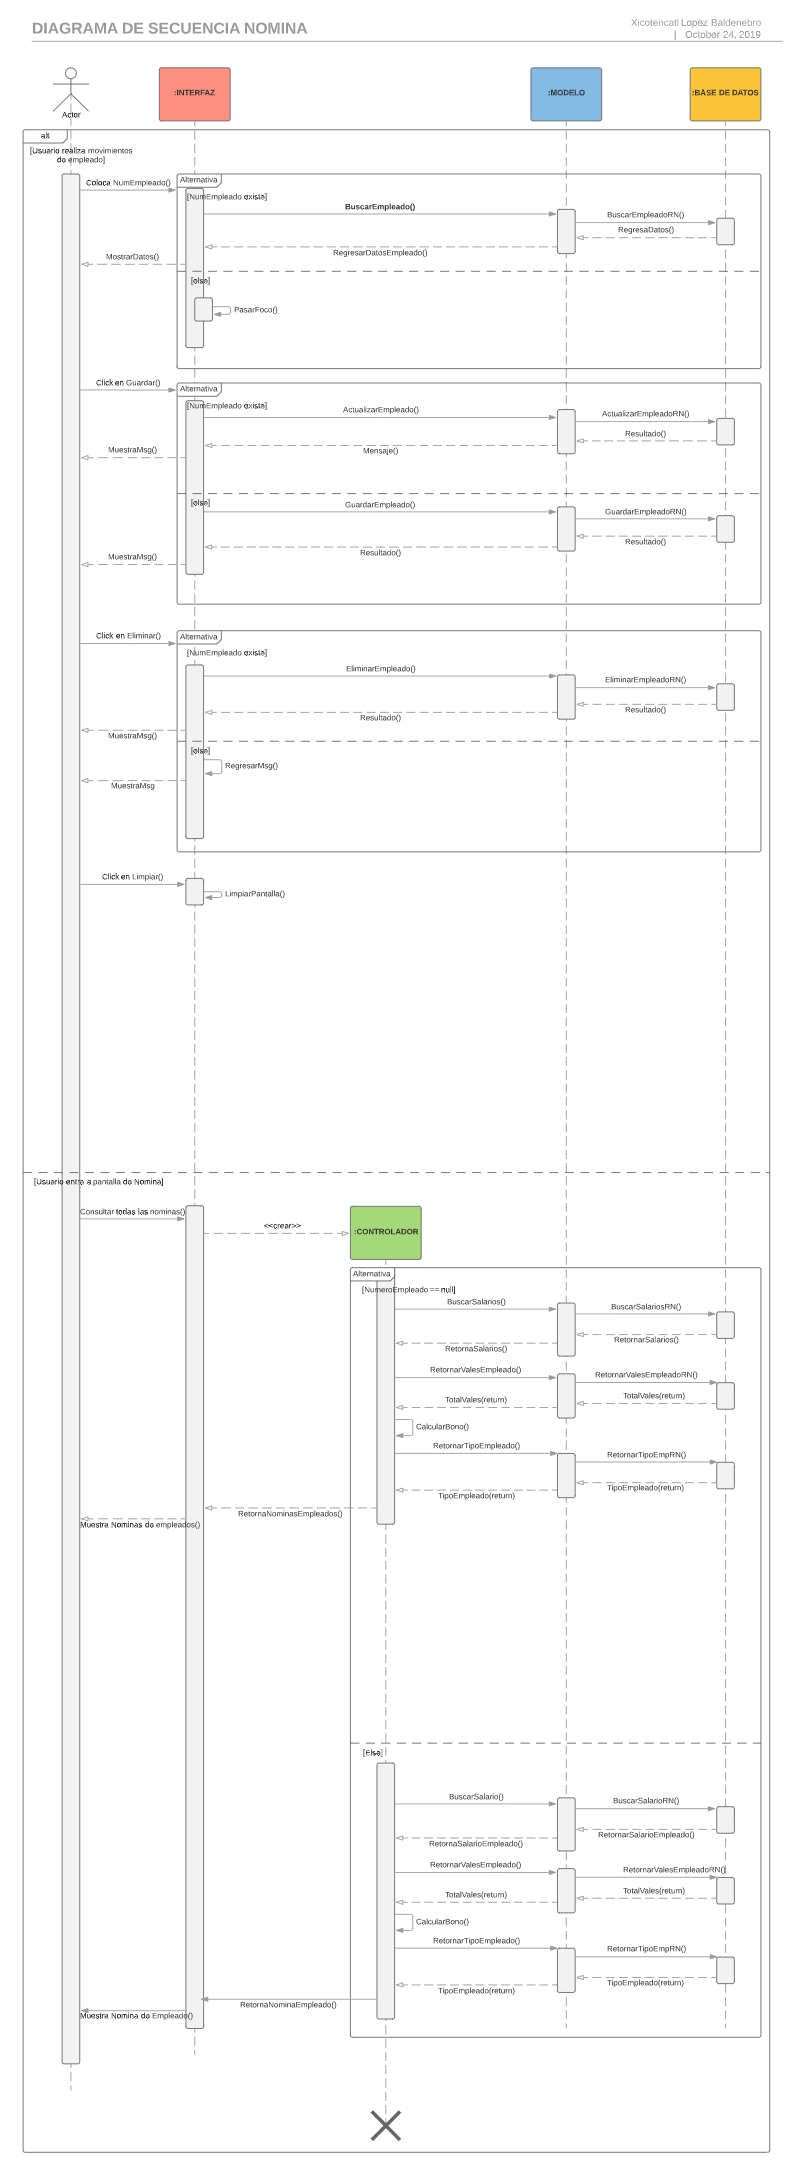 DIAGRAMA DE SECUENCIA NOMINA
Xicotencatl Lopez Baldenebro
| October 24, 2019
Actor
:INTERFAZ
:MODELO
:BASE DE DATOS
alt
[Usuario realiza movimientos
do empleado]
Alternativa
Coloca NumEmpleado()
[NumEmpleado existe]
BuscarEmpleado()
BuscarEmpleadoRN()
RegresaDatos()
RegresarDatosEmpleado()
MostrarDatos()
[else]
PasarFoco()
Click en Guardar()
Alternativa
[NumEmpleado existe]
ActualizarEmpleado()
ActualizarEmpleadoRN()
Resultado()
Mensaje()
MuestraMsg()
[else]
GuardarEmpleado()
GuardarEmpleadoRN()
Resultado()
Resultado()
MuestraMsg()
Click en Eliminar()
Alternativa
[NumEmpleado existe]
EliminarEmpleado()
EliminarEmpleadoRN()
Resultado()
Resultado()
MuestraMsg()
[else]
RegresarMsg()
MuestraMsg
Click en Limpiar()
LimpiarPantalla()
[Usuario entra a pantalla do Nomina]
Consultar todas las nominas()
<<crear>>
:CONTROLADOR
Alternativa
[NumeroEmpleado == null]
BuscarSalarios()
BuscarSalariosRN()
RetornarSalarios()
RetornaSalarios()
RetornarValesEmpleado()
RetornarValesEmpleadoRN()
TotalVales(return)
TotalVales(return)
CalcularBono()
RetornarTipoEmpleado()
RetornarTipoEmpRN()
TipoEmpleado(return)
TipoEmpleado(return)
RetornaNominasEmpleados()
Muestra Nominas do empleados()
[Else]
BuscarSalario()
BuscarSalarioRN()
RetornarSalarioEmpleado()
RetornaSalarioEmpleado()
RetornarValesEmpleado()
RetornarValesEmpleadoRN()
TotalVales(return)
TotalVales(return)
CalcularBono()
RetornarTipoEmpleado()
RetornarTipoEmpRN()
TipoEmpleado(return)
TipoEmpleado(return)
RetornaNominaEmpleado()
Muestra Nomina do Empleado()